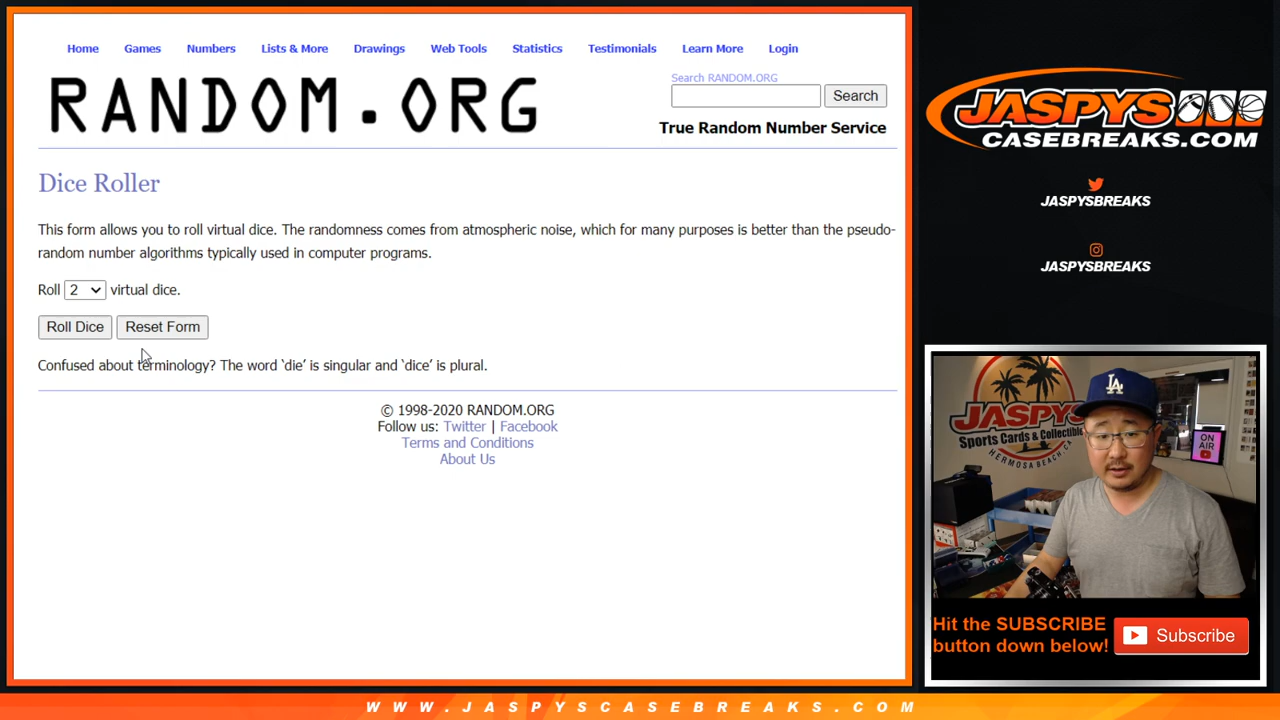 Home Games Numbers Lists & More Drawings Web Tools Statistics Testimonials Learn More Login
RANDOM.ORG
Search RANDOM.ORG
Search
True Random Number Service
Dice Roller
This form allows you to roll virtual dice. The randomness comes from atmospheric noise, which for many purposes is better than the pseudo-
random number algorithms typically used in computer programs.
Roll 2 virtual dice.
Roll Dice Reset Form
Confused about terminology? The word ‘die’ is singular and ‘dice’ is plural.
© 1998-2020 RANDOM.ORG
Follow us: Twitter | Facebook
Terms and Conditions
About Us
JASPYS
CASEBREAKS.COM
JASPYSBREAKS
JASPYSBREAKS
JASPYS
Sports Cards & Collectible
HERMOSA BEACH, CA
LA
ON
AIR
Hit the SUBSCRIBE
button down below!
Subscribe
WWW.JASPYSCASEBREAKS.COM